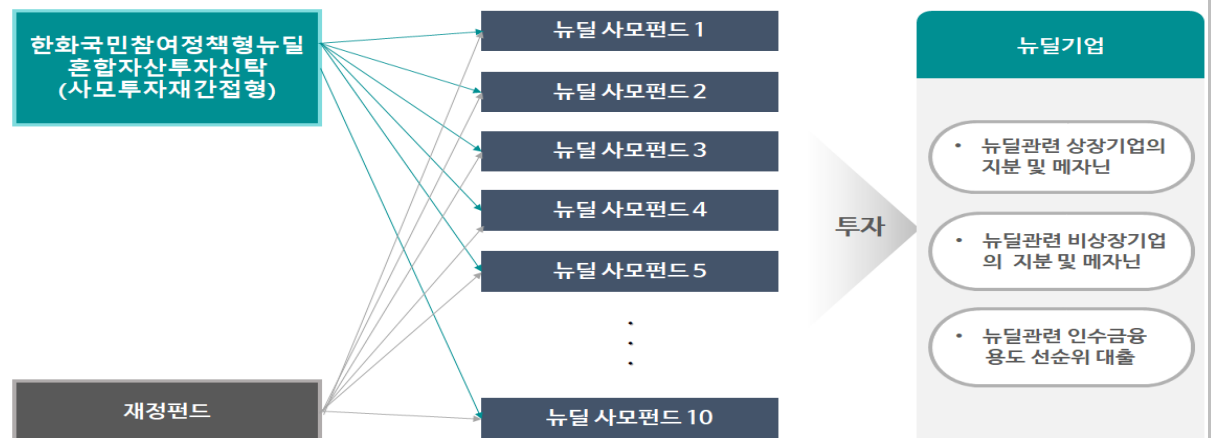 한화국민참여정책형뉴딜
혼합자산투자신탁
(사모투자재간접형)
재정펀드
뉴딜 사모펀드 1
뉴딜 사모펀드 2
뉴딜 사모펀드 3
뉴딜 사모펀드 4
뉴딜 사모펀드 5
뉴딜 사모펀드 10
투자
뉴딜기업
• 뉴딜관련 상장기업의
지분 및 메자닌
• 뉴딜관련 비상장기업
의 지분 및 메자닌
• 뉴딜관련 인수금융
용도 선순위 대출